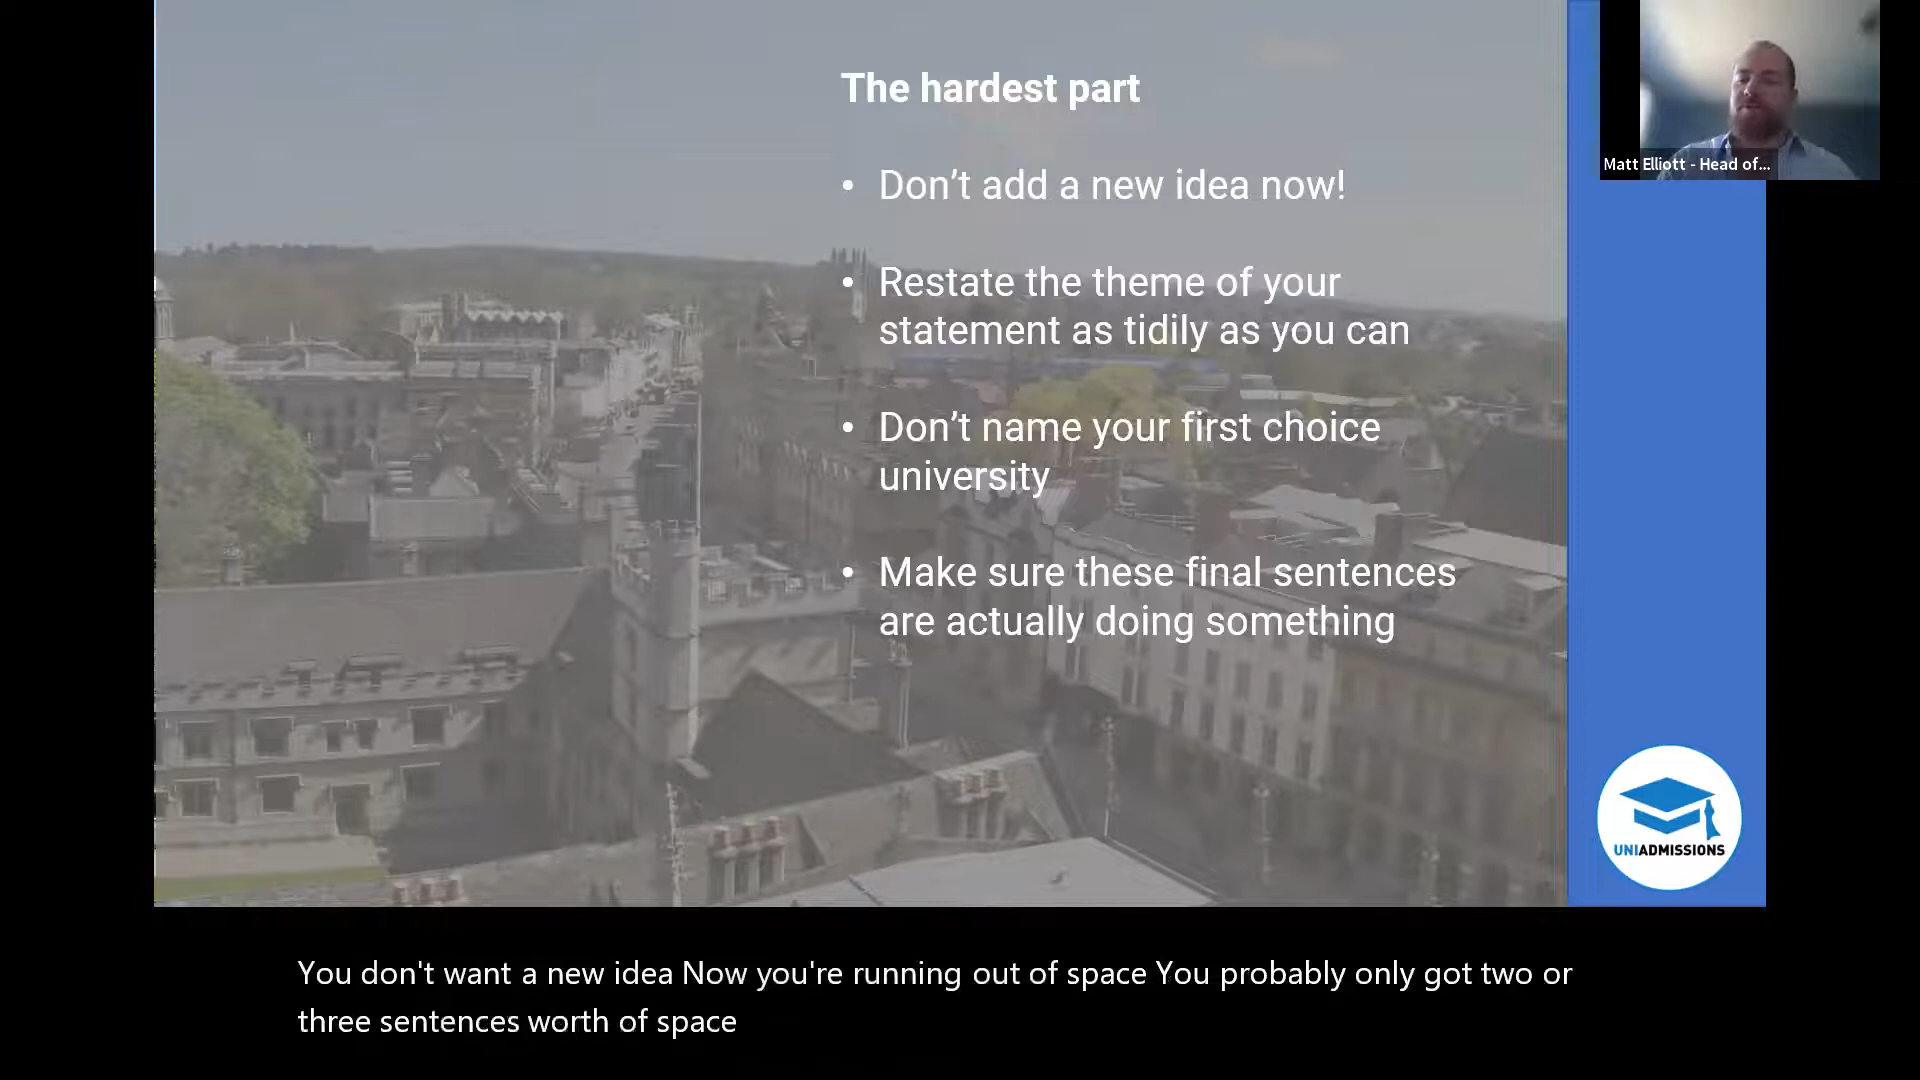 The hardest part
• Don’t add a new idea now!
• Restate the theme of your
statement as tidily as you can
• Don’t name your first choice
university
• Make sure these final sentences
are actually doing something
Matt Elliott - Head of...
UNIADMISSIONS
You don't want a new idea Now you're running out of space You probably only got two or
three sentences worth of space